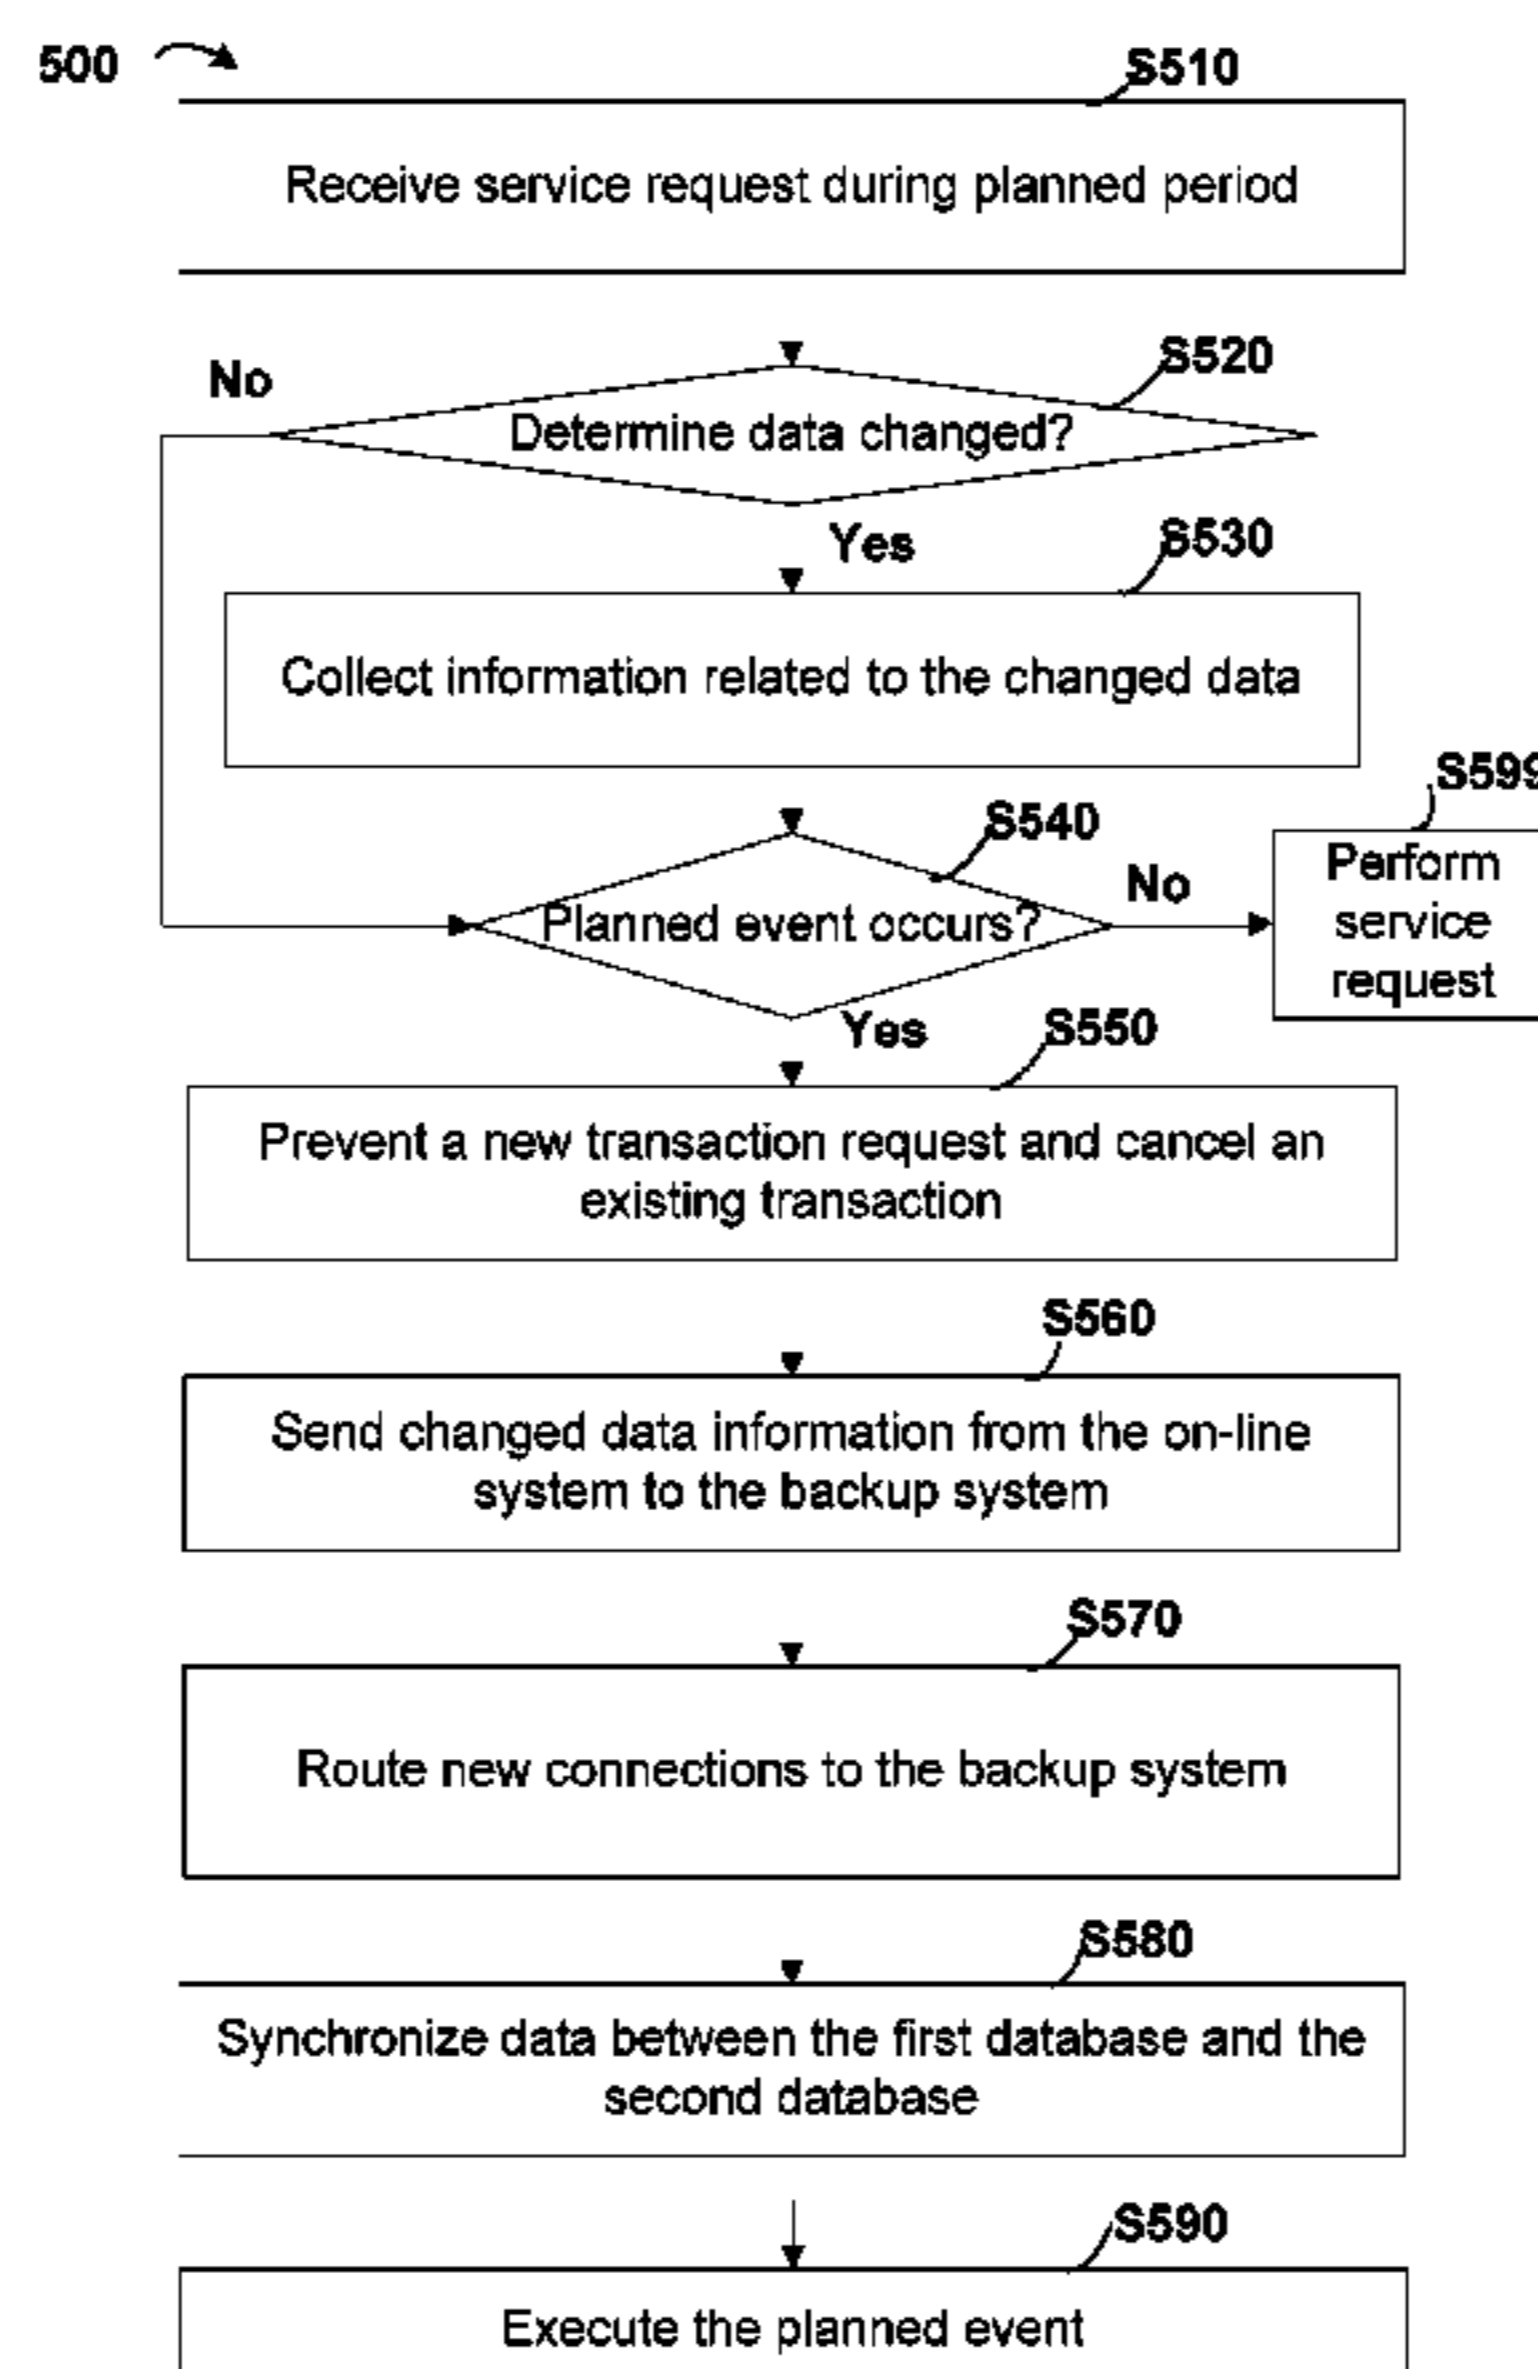 500
S510
Receive service request during planned period
S520
No
Determine data changed?
Yes
S530
Collect information related to the changed data
S599
S540
No
Perform
service
request
Planned event occurs?
Yes
S550
Prevent a new transaction request and cancel an
existing transaction
S560
Send changed data information from the on-line
system to the backup system
S570
Route new connections to the backup system
S580
Synchronize data between the first database and the
second database
S590
Execute the planned event